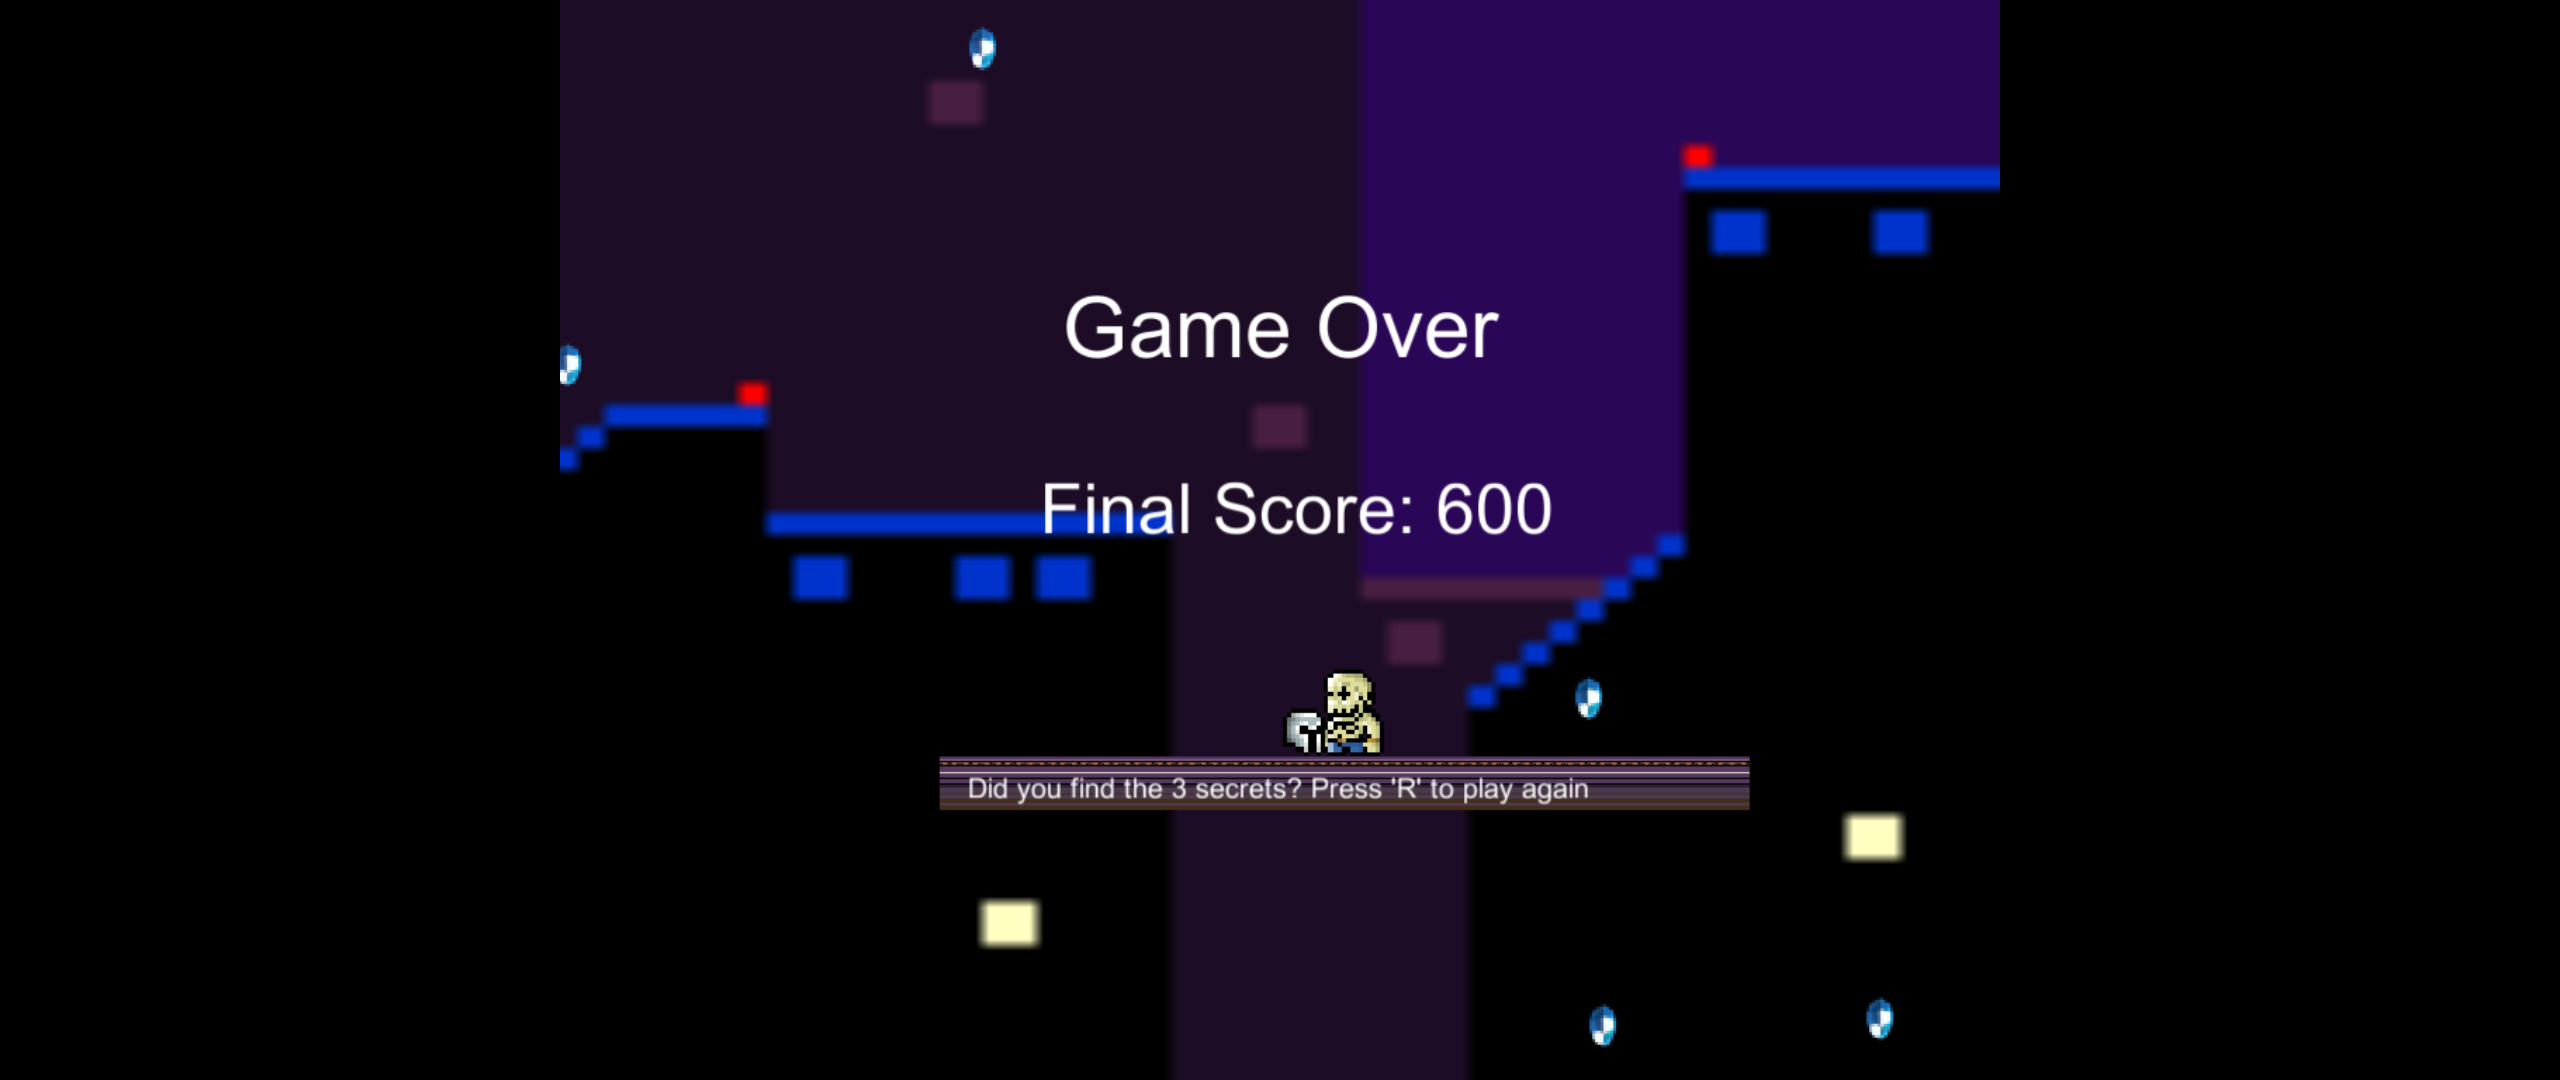 Game Over
Final Score: 600
Did you find the 3 secrets? Press 'R' to play again